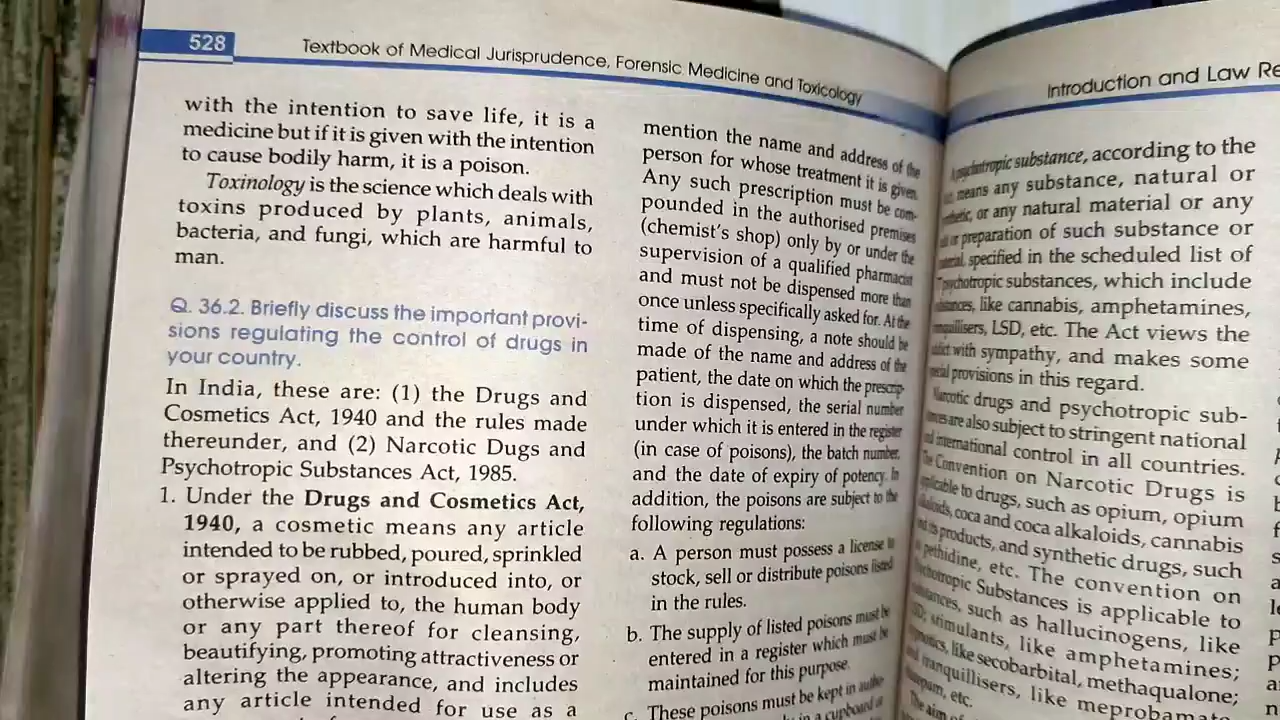 528
Textbook of Medical Jurisprudence, Forensic Medicine and Toxicology
with the intention to save life, it is a
medicine but if it is given with the intention
to cause bodily harm, it is a poison.
Toxinology is the science which deals with
toxins produced by plants, animals,
bacteria, and fungi, which are harmful to
man.
Q. 36.2. Briefly discuss the important provi-
sions regulating the control of drugs in
your country.
In India, these are: (1) the Drugs and
Cosmetics Act, 1940 and the rules made
thereunder, and (2) Narcotic Dugs and
Psychotropic Substances Act, 1985.
1. Under the Drugs and Cosmetics Act,
1940, a cosmetic means any article
intended to be rubbed, poured, sprinkled
or sprayed on, or introduced into, or
otherwise applied to, the human body
or any part thereof for cleansing,
beautifying, promoting attractiveness or
altering the appearance, and includes
any article intended for use as a
mention the name and address of the
person for whose treatment it is given.
Any such prescription must be com-
pounded in the authorised premises
(chemist's shop) only by or under the
supervision of a qualified pharmacist
and must not be dispensed more than
once unless specifically asked for. At the
time of dispensing, a note should be
made of the name and address of the
patient, the date on which the prescrip-
tion is dispensed, the serial number
under which it is entered in the register
(in case of poisons), the batch number,
and the date of expiry of potency. In
addition, the poisons are subject to the
following regulations:
a. A person must possess a license to
stock, sell or distribute poisons listed
in the rules.
b. The supply of listed poisons must be
entered in a register which must be
maintained for this purpose.
c. These poisons must be kept in
in a cupboard
Introduction and Law
psychotropic substance, according to the
means any substance, natural or
or any natural material or any
or preparation of such substance or
specified in the scheduled list of
psychotropic substances, which include
like cannabis, amphetamines,
LSD, etc. The Act views the
with sympathy, and makes some
provisions in this regard.
Narcotic drugs and psychotropic sub-
are also subject to stringent national
international control in all countries.
The Convention on Narcotic Drugs is
to drugs, such as opium, opium
coca and coca alkaloids, cannabis
its products, and synthetic drugs, such
pethidine, etc. The convention on
Psychotropic Substances is applicable to
such as hallucinogens, like
stimulants, like amphetamines;
like secobarbital, methaqualone;
tranquillisers, like meprobamate
etc.
The aim of